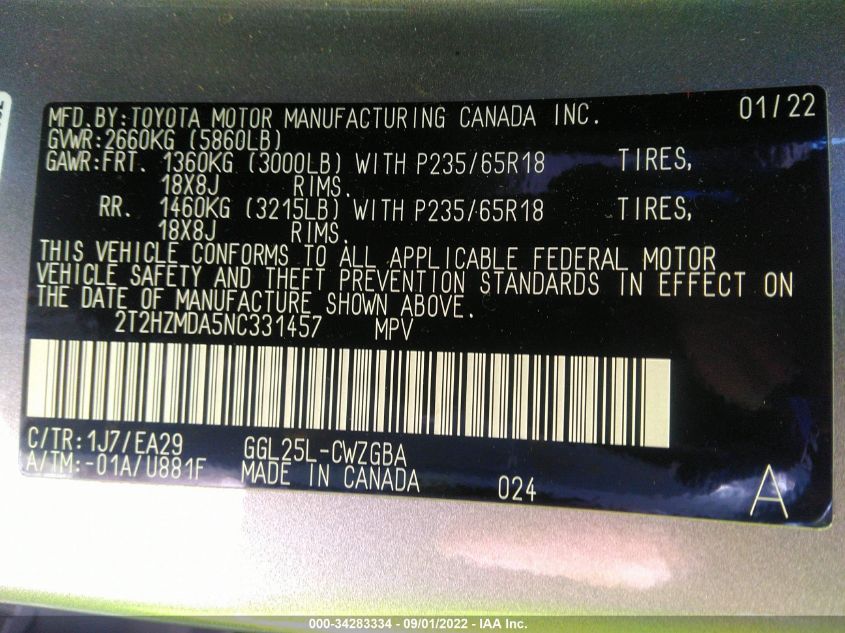 MFD.BY:TOYOTA MOTOR MANUFACTURING CANADA INC. 01/22
GVWR:2660KG (5860LB)
GAWR:FRT. 1360KG (3000LB) WITH P235/65R18 TIRES,
18X8J RIMS.
RR. 1460KG (3215LB) WITH P235/65R18 TIRES,
18X8J RIMS.
THIS VEHICLE CONFORMS TO ALL APPLICABLE FEDERAL MOTOR
VEHICLE SAFETY AND THEFT PREVENTION STANDARDS IN EFFECT ON
THE DATE OF MANUFACTURE SHOWN ABOVE.
2T2HZMDA5NC331457 MPV
C/TR:1J7/EA29 GGL25L-CWZGBA
A/TM:-01A/U881F MADE IN CANADA 024 A
000-34283334 - 09/01/2022 - IAA Inc.